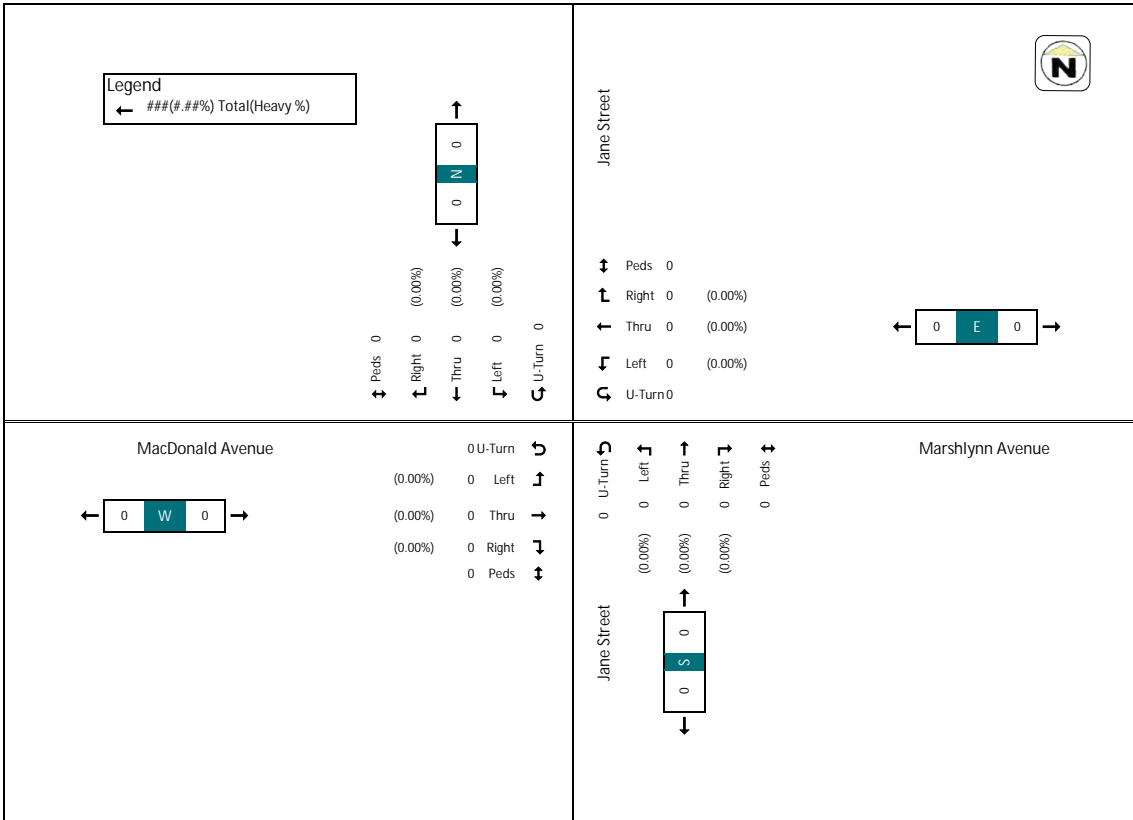 Legend
###(#.##%) Total(Heavy %)
0
N
0
Peds 0
Right 0 (0.00%)
Thru 0 (0.00%)
Left 0 (0.00%)
U-Turn 0
Jane Street
N
Peds 0
Right 0 (0.00%)
Thru 0 (0.00%)
Left 0 (0.00%)
U-Turn 0
0 E 0
MacDonald Avenue
0 W 0
0 U-Turn
(0.00%) 0 Left
(0.00%) 0 Thru
(0.00%) 0 Right
0 Peds
0 U-Turn
(0.00%) 0 Left
(0.00%) 0 Thru
(0.00%) 0 Right
0 Peds
Marshlynn Avenue
Jane Street
0
S
0